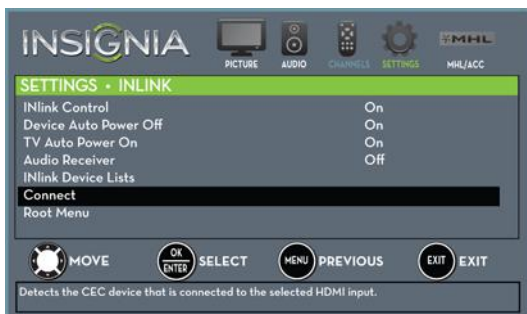 INSIGNIA
PICTURE AUDIO CHANNELS SETTINGS MHL MHL/ACC
SETTINGS • INLINK
INlink Control On
Device Auto Power Off On
TV Auto Power On On
Audio Receiver Off
INlink Device Lists
Connect
Root Menu
MOVE OK ENTER SELECT MENU PREVIOUS EXIT EXIT
Detects the CEC device that is connected to the selected HDMI input.